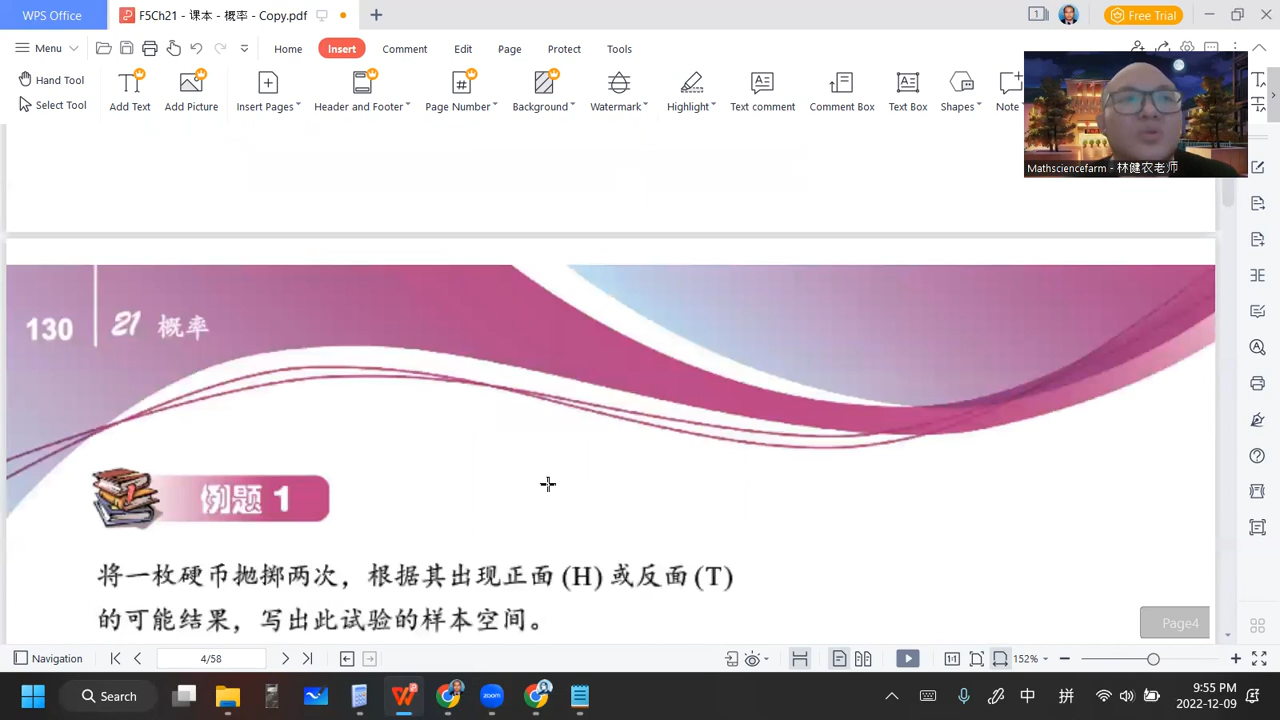 WPS Office
F5Ch21 - 课本 - 概率 - Copy.pdf
1
Free Trial
Menu
Home
Insert
Comment
Edit
Page
Protect
Tools
Hand Tool
Select Tool
Add Text
Add Picture
Insert Pages
Header and Footer
Page Number
Background
Watermark
Highlight
Text comment
Comment Box
Text Box
Shapes
Note
Mathsciencefarm - 林健农老师
130
21 概率
例题 1
将一枚硬币抛掷两次，根据其出现正面 (H) 或反面 (T)
的可能结果，写出此试验的样本空间。
Page4
Navigation
4/58
1:1
152%
Search
中
拼
9:55 PM
2022-12-09